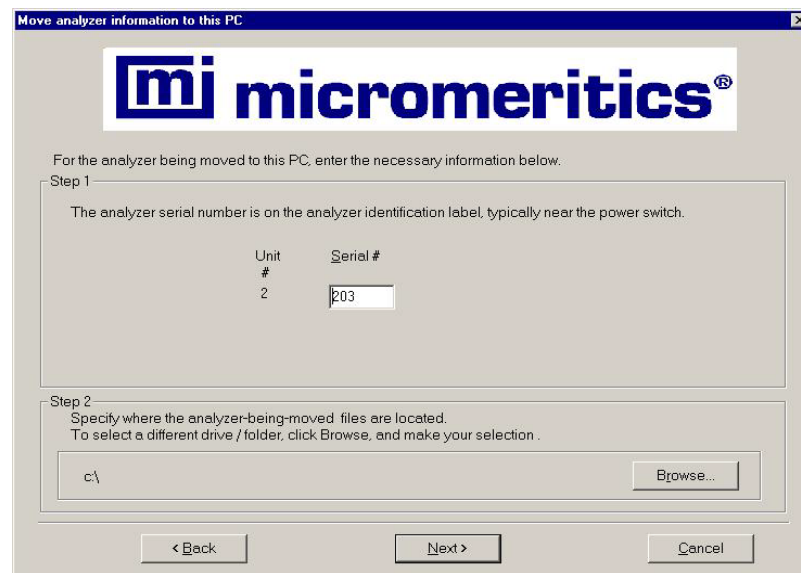 Move analyzer information to this PC
mi micromeritics®
For the analyzer being moved to this PC, enter the necessary information below.
Step 1
The analyzer serial number is on the analyzer identification label, typically near the power switch.
Unit Serial #
#
2 203
Step 2
Specify where the analyzer-being-moved files are located.
To select a different drive / folder, click Browse, and make your selection .
c:\ Browse...
< Back Next > Cancel